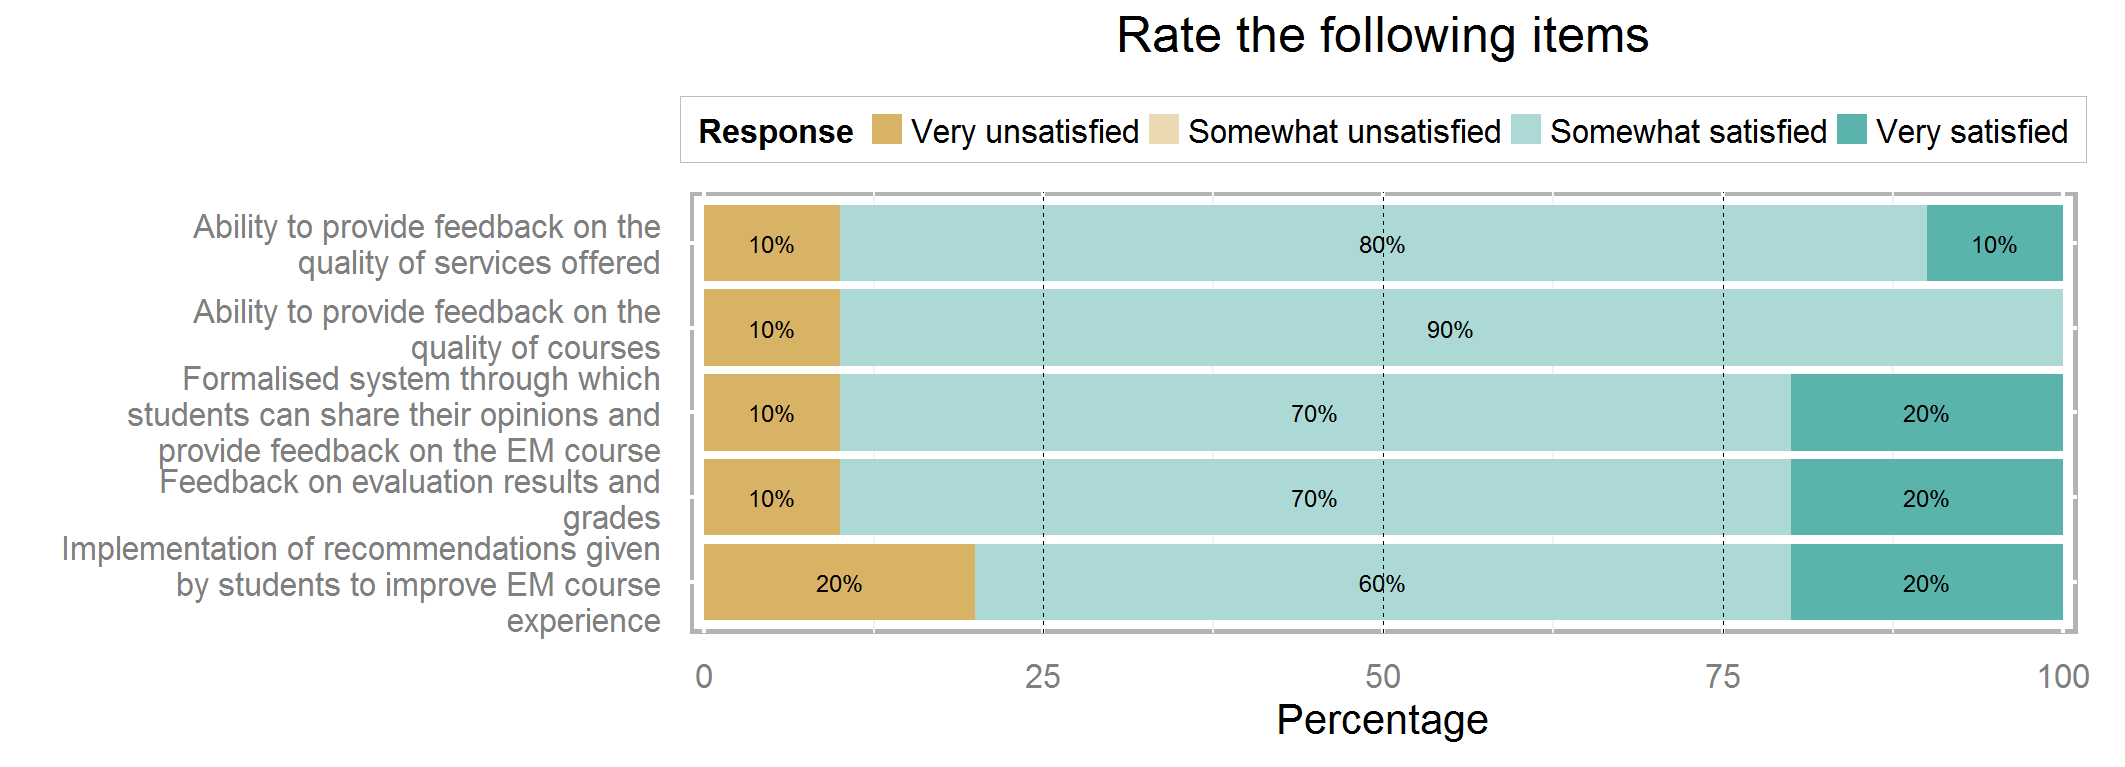 Rate the following items
Response Very unsatisfied Somewhat unsatisfied Somewhat satisfied Very satisfied
Ability to provide feedback on the
quality of services offered
10% 80% 10%
Ability to provide feedback on the
quality of courses
10% 90%
Formalised system through which
students can share their opinions and
provide feedback on the EM course
10% 70% 20%
Feedback on evaluation results and
grades
10% 70% 20%
Implementation of recommendations given
by students to improve EM course
experience
20% 60% 20%
0 25 50 75 100
Percentage